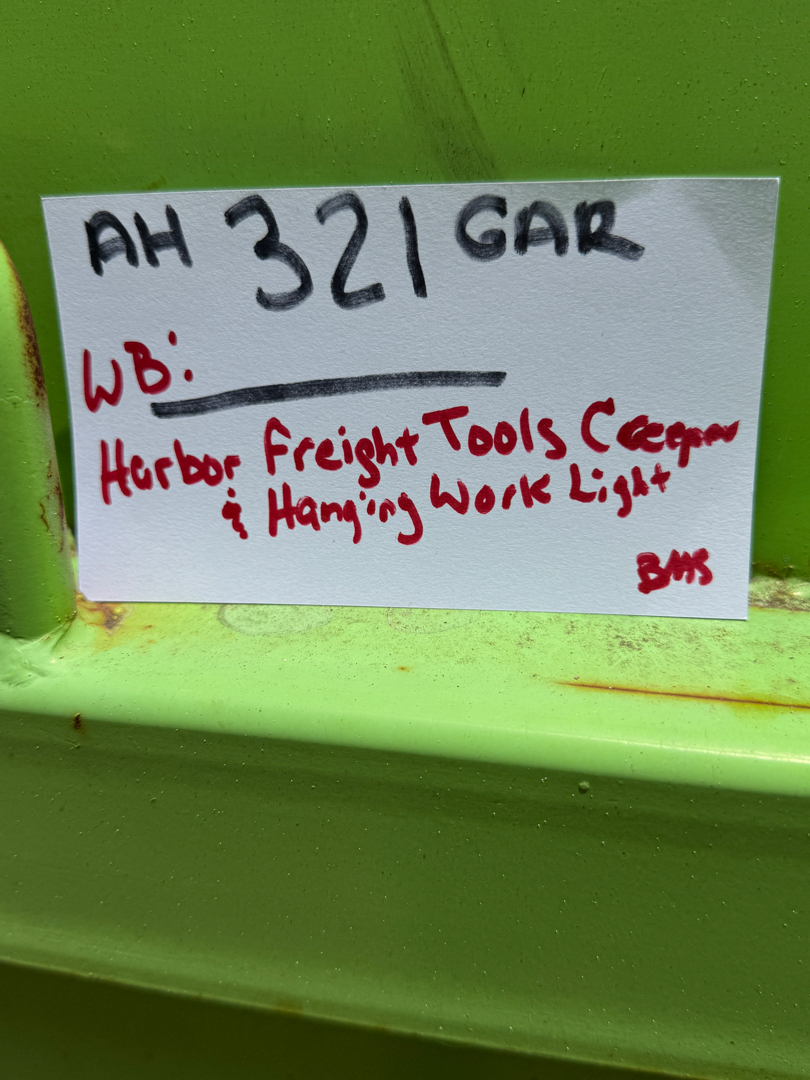 AH 321 GAR
WB:
Harbor Freight Tools Creeper
& Hanging Work Light
BMS